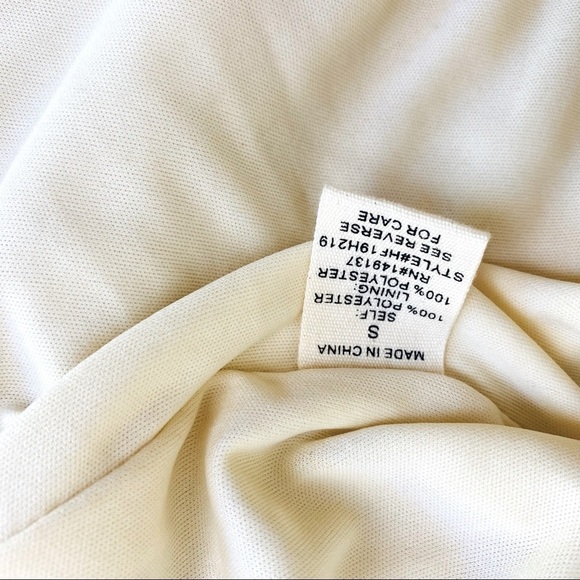 MADE IN CHINA
S
SELF:
100% POLYESTER
LINING:
100% POLYESTER
RN#149137
STYLE#HF19H219
SEE REVERSE
FOR CARE